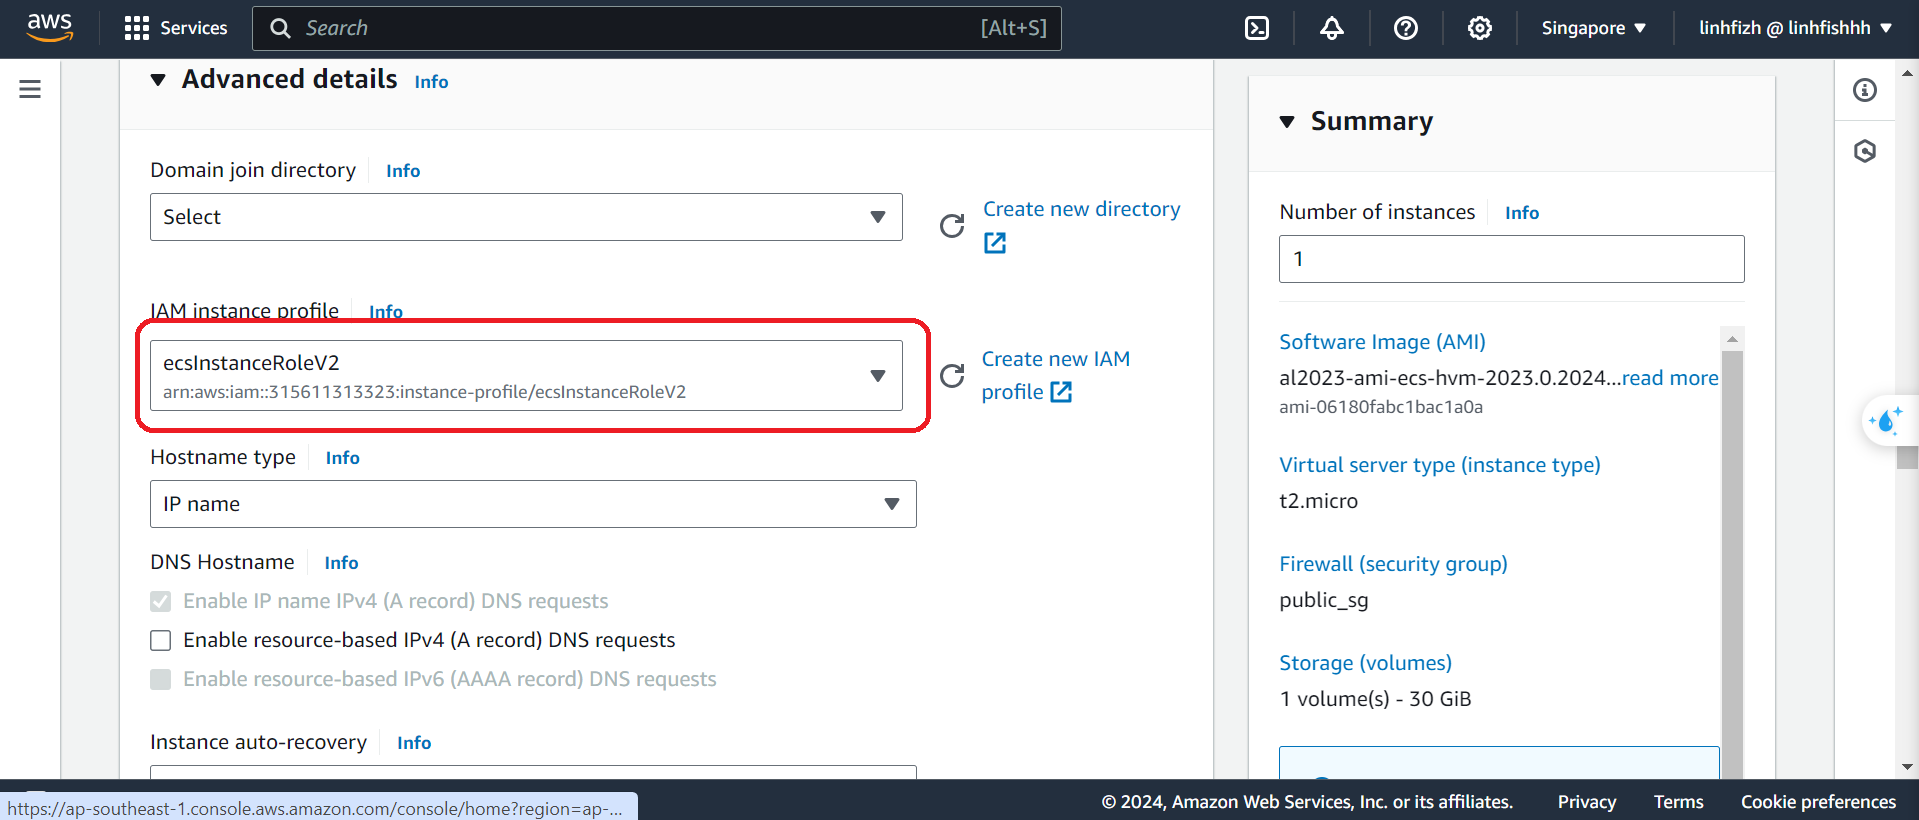 aws
Services
Search
[Alt+S]
Singapore
linhfizh @ linhfishhh
Advanced details Info
Domain join directory Info
Select
Create new directory
IAM instance profile Info
ecsInstanceRoleV2
arn:aws:iam::315611313323:instance-profile/ecsInstanceRoleV2
Create new IAM
profile
Hostname type Info
IP name
DNS Hostname Info
Enable IP name IPv4 (A record) DNS requests
Enable resource-based IPv4 (A record) DNS requests
Enable resource-based IPv6 (AAAA record) DNS requests
Instance auto-recovery Info
Summary
Number of instances Info
1
Software Image (AMI)
al2023-ami-ecs-hvm-2023.0.2024...read more
ami-06180fabc1bac1a0a
Virtual server type (instance type)
t2.micro
Firewall (security group)
public_sg
Storage (volumes)
1 volume(s) - 30 GiB
https://ap-southeast-1.console.aws.amazon.com/console/home?region=ap-...
© 2024, Amazon Web Services, Inc. or its affiliates.
Privacy
Terms
Cookie preferences